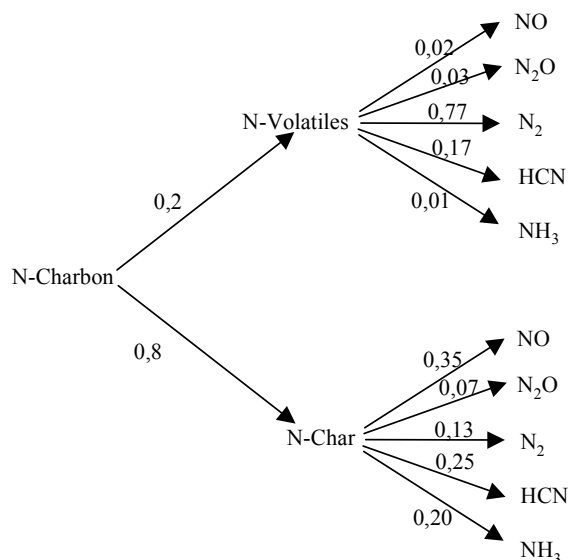 NO
0,02
N₂O
0,03
N-Volatiles
0,77
N₂
0,17
HCN
0,01
NH₃
0,2
N-Charbon
0,8
NO
0,35
N₂O
0,07
N-Char
0,13
N₂
0,25
HCN
0,20
NH₃